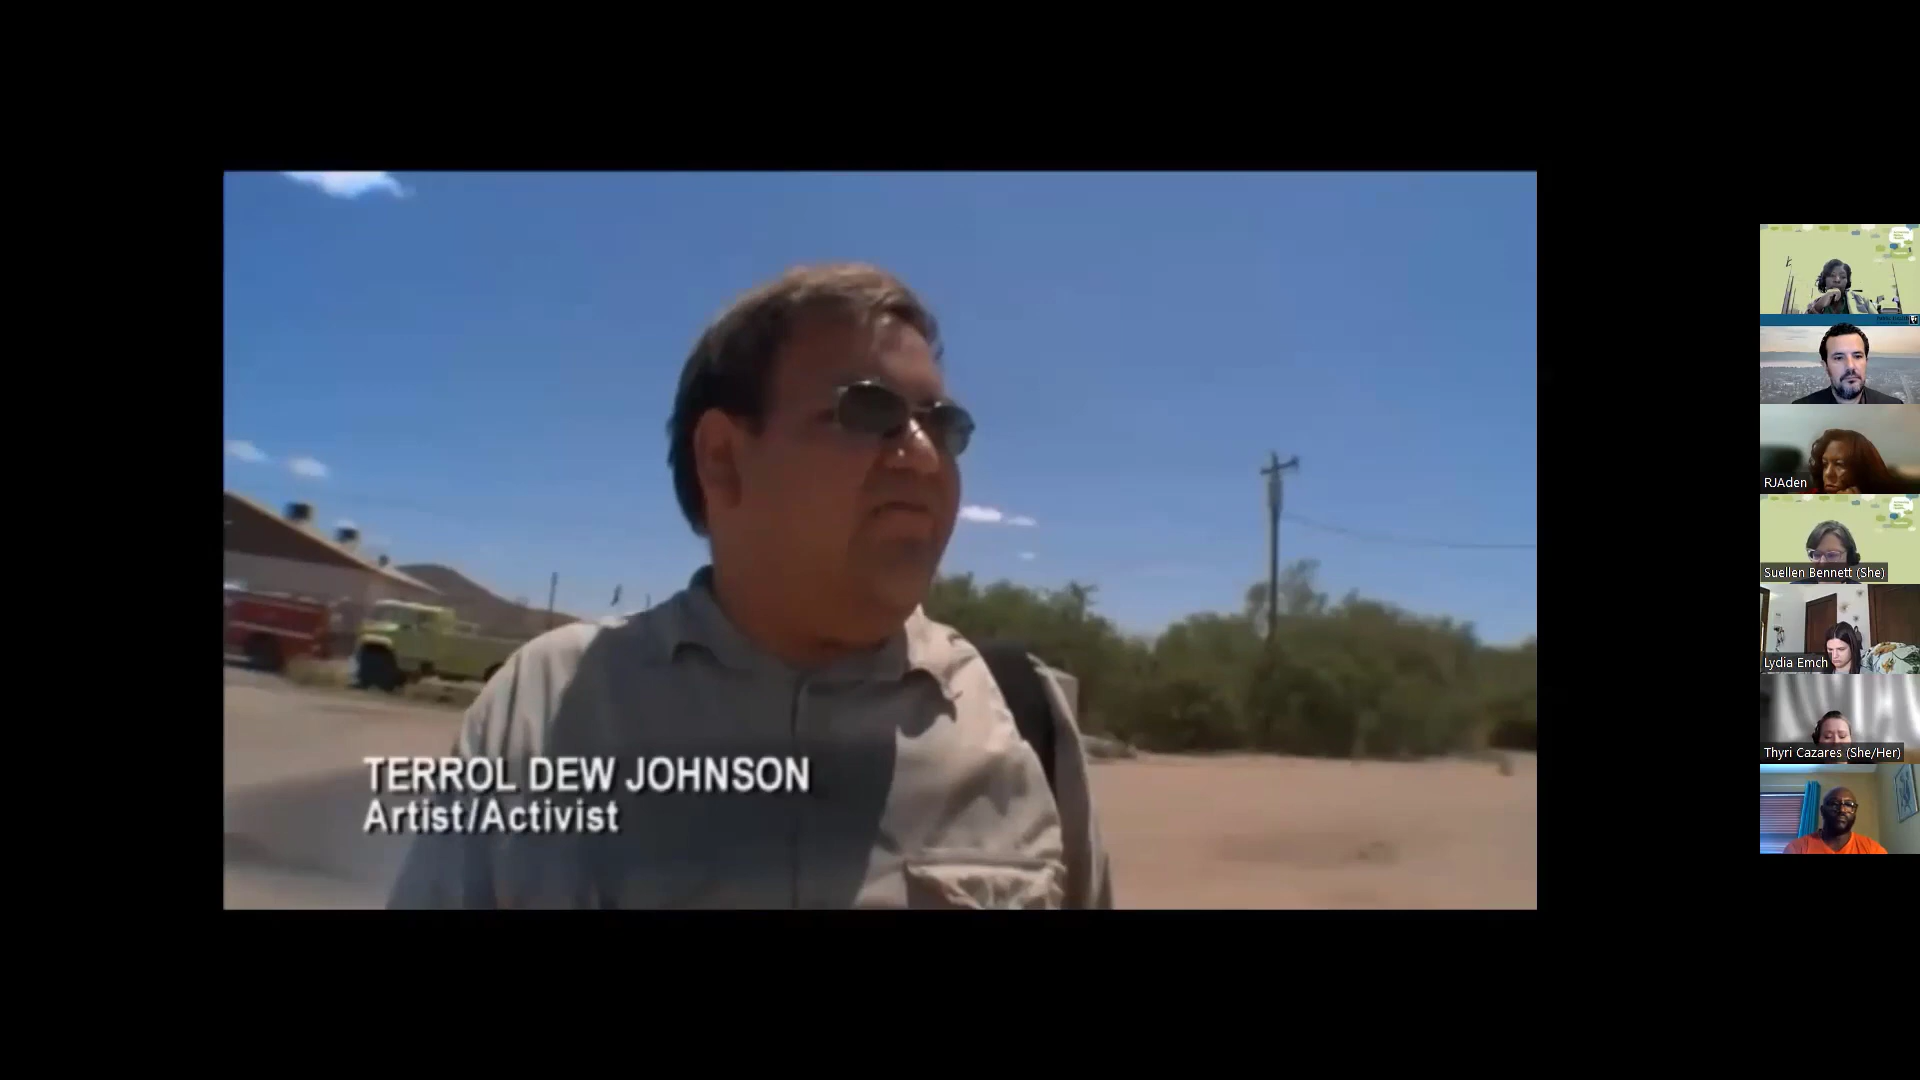 TERROL DEW JOHNSON
Artist/Activist
RJAden
Suellen Bennett (She)
Lydia Emch
Thyri Cazares (She/Her)